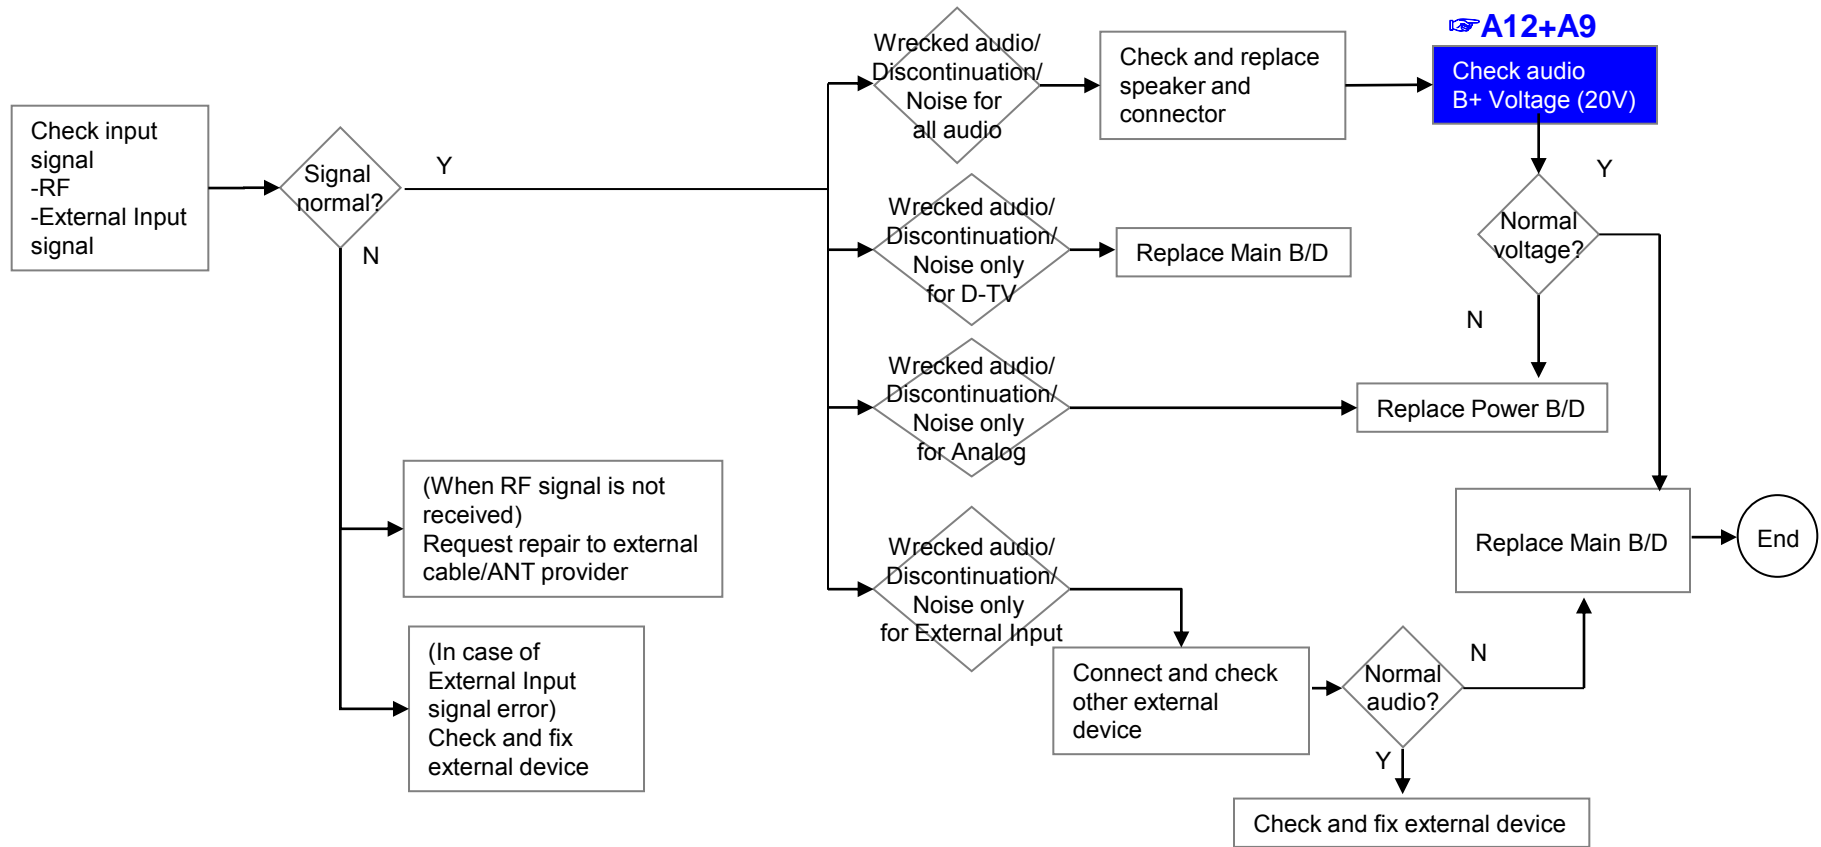 Check input
signal
-RF
-External Input
signal
Signal
normal?
Y
N
(When RF signal is not
received)
Request repair to external
cable/ANT provider
(In case of
External Input
signal error)
Check and fix
external device
Wrecked audio/
Discontinuation/
Noise for
all audio
Check and replace
speaker and
connector
☞A12+A9
Check audio
B+ Voltage (20V)
Y
Normal
voltage?
N
Wrecked audio/
Discontinuation/
Noise only
for D-TV
Replace Main B/D
Wrecked audio/
Discontinuation/
Noise only
for Analog
Replace Power B/D
Wrecked audio/
Discontinuation/
Noise only
for External Input
Connect and check
other external
device
Normal
audio?
N
Y
Replace Main B/D
End
Check and fix external device